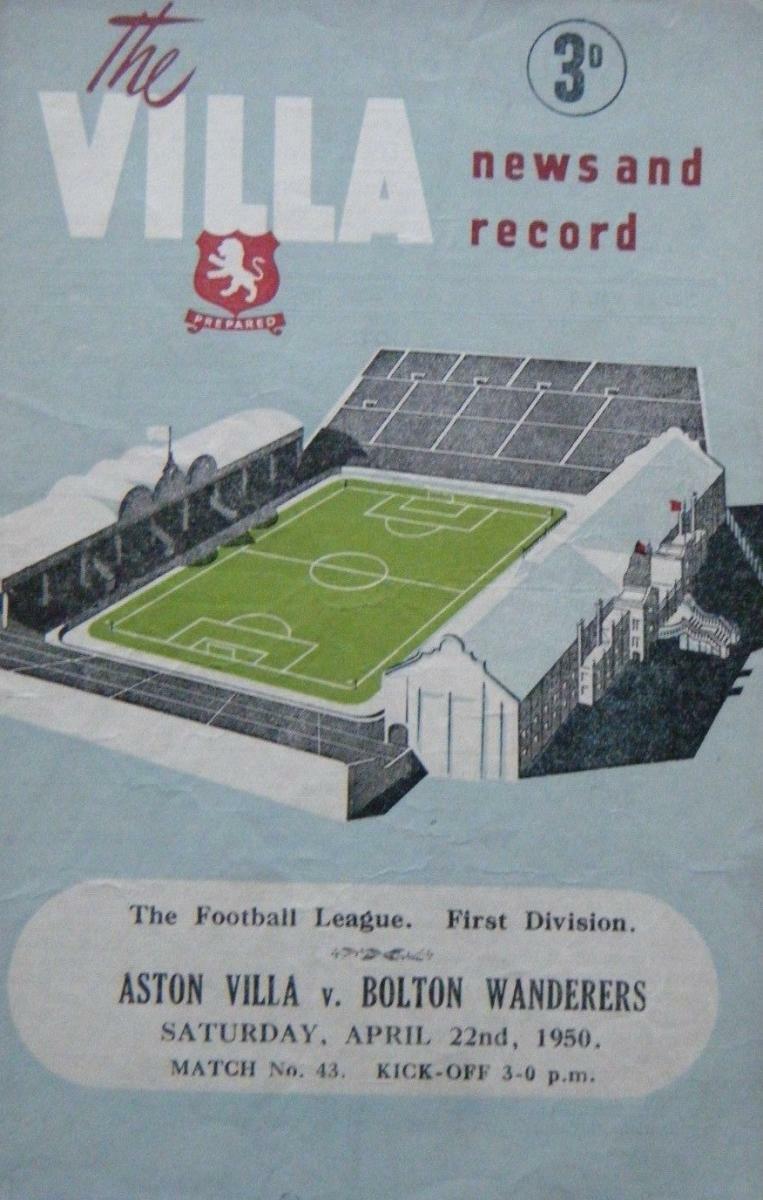 The
VILLA
3D
news and
record
PREPARED
The Football League. First Division.
ASTON VILLA v. BOLTON WANDERERS
SATURDAY, APRIL 22nd, 1950.
MATCH No. 43. KICK-OFF 3-0 p.m.